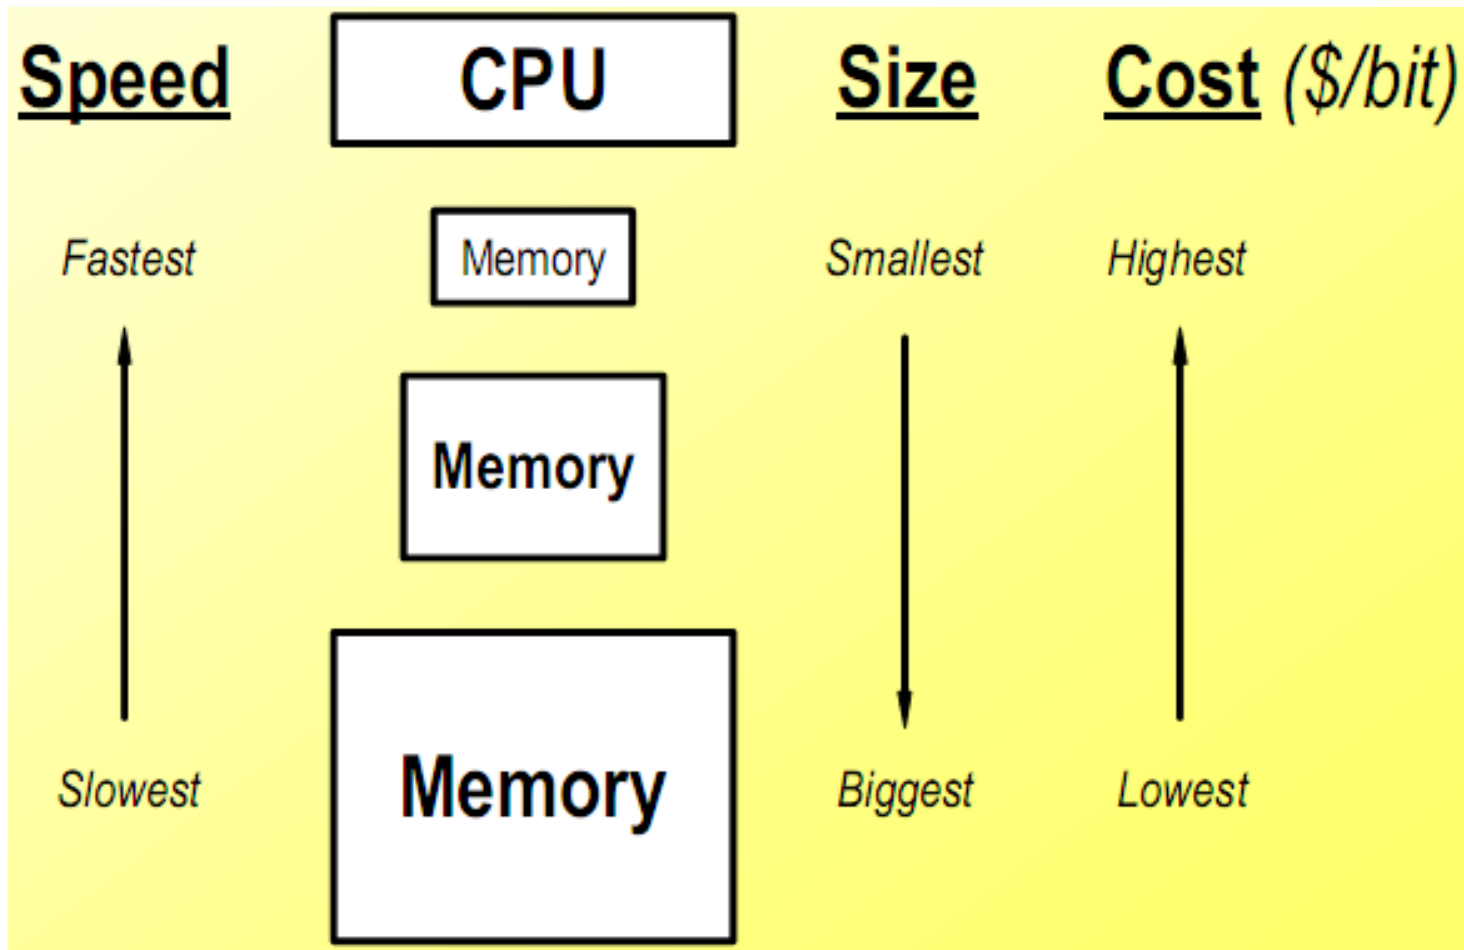 Speed CPU Size Cost ($/bit)
Fastest Memory Smallest Highest
Memory
Slowest Memory Biggest Lowest